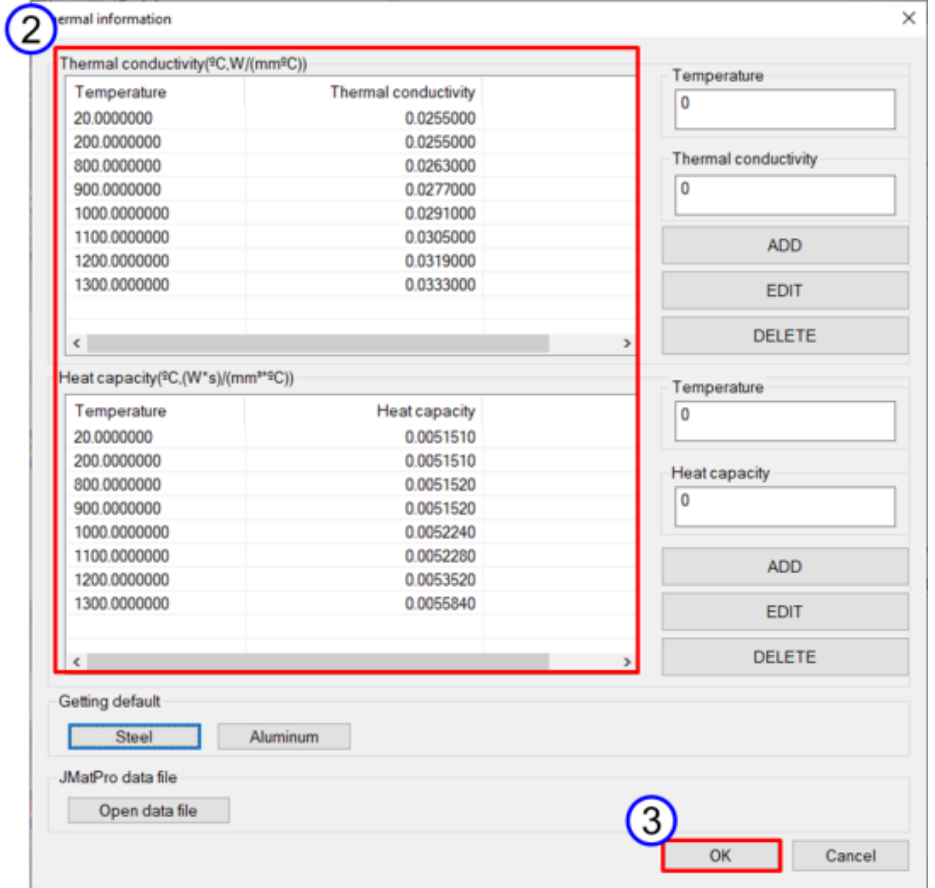 2
ermal information
Thermal conductivity(ºC,W/(mmºC))
Temperature Thermal conductivity
20.0000000 0.0255000
200.0000000 0.0255000
800.0000000 0.0263000
900.0000000 0.0277000
1000.0000000 0.0291000
1100.0000000 0.0305000
1200.0000000 0.0319000
1300.0000000 0.0333000
Temperature
0
Thermal conductivity
0
ADD
EDIT
DELETE
Heat capacity(ºC,(W*s)/(mm³*ºC))
Temperature Heat capacity
20.0000000 0.0051510
200.0000000 0.0051510
800.0000000 0.0051520
900.0000000 0.0051520
1000.0000000 0.0052240
1100.0000000 0.0052280
1200.0000000 0.0053520
1300.0000000 0.0055840
Temperature
0
Heat capacity
0
ADD
EDIT
DELETE
Getting default
Steel Aluminum
JMatPro data file
Open data file
3
OK Cancel